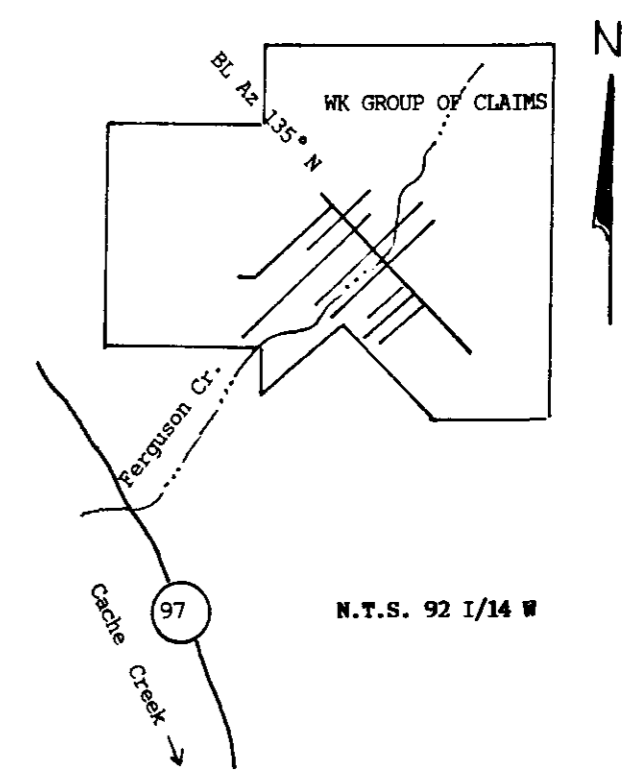 N
BL Az 135° N
WK GROUP OF CLAIMS
Ferguson Cr.
97
N.T.S. 92 I/14 W
Cache Creek